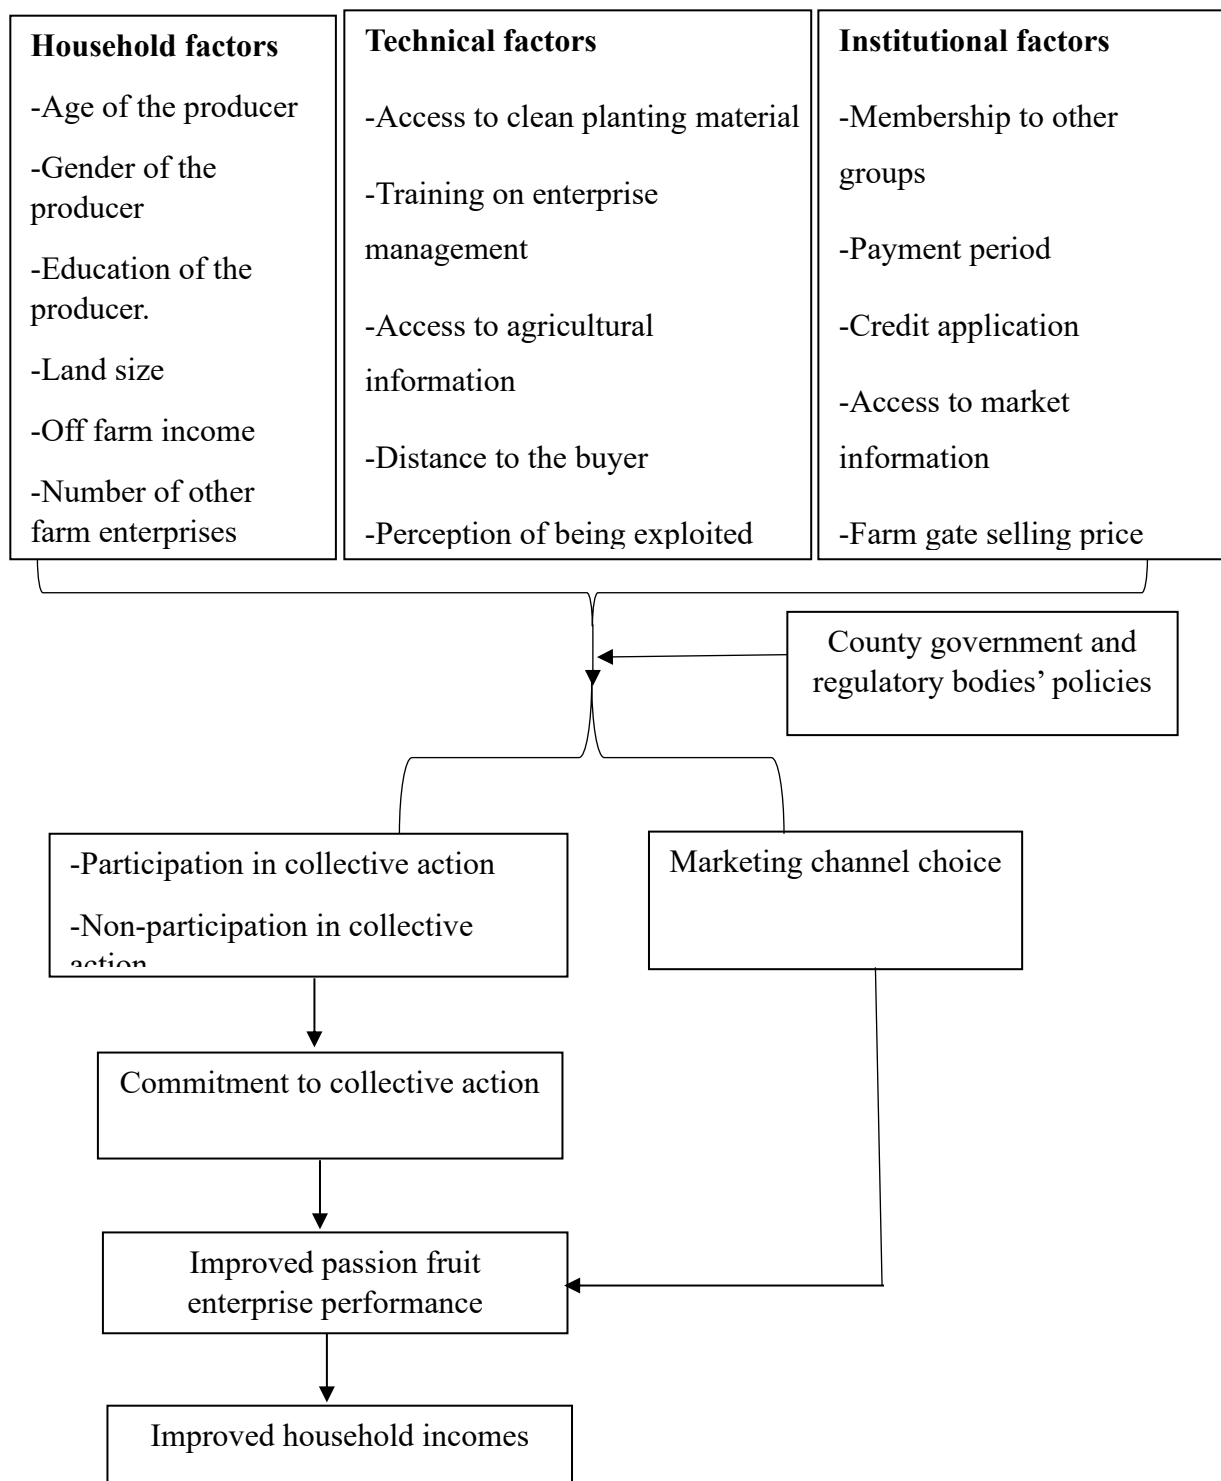 Household factors
-Age of the producer
-Gender of the
producer
-Education of the
producer.
-Land size
-Off farm income
-Number of other
farm enterprises
Technical factors
-Access to clean planting material
-Training on enterprise
management
-Access to agricultural
information
-Distance to the buyer
-Perception of being exploited
Institutional factors
-Membership to other
groups
-Payment period
-Credit application
-Access to market
information
-Farm gate selling price
County government and
regulatory bodies’ policies
-Participation in collective action
-Non-participation in collective
action
Marketing channel choice
Commitment to collective action
Improved passion fruit
enterprise performance
Improved household incomes